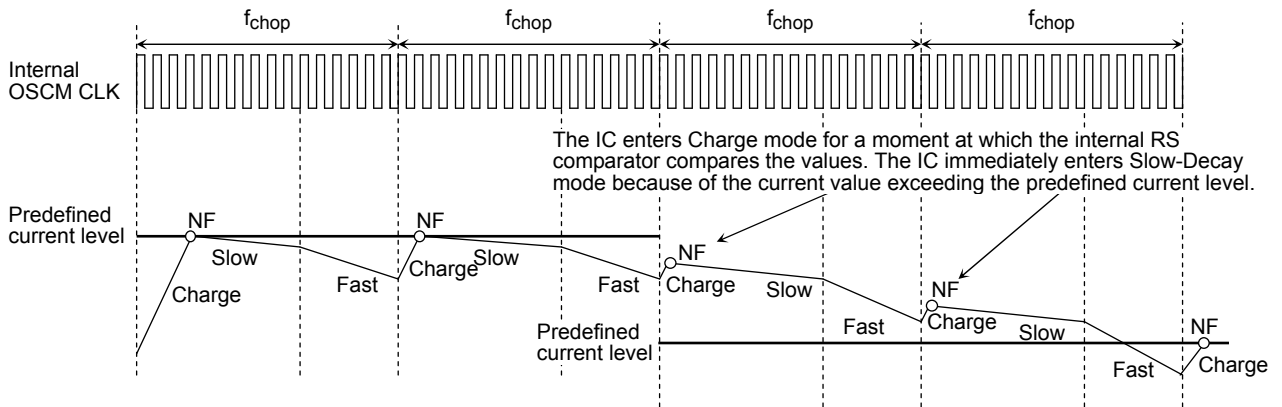 fchop fchop fchop fchop
Internal
OSCM CLK
The IC enters Charge mode for a moment at which the internal RS
comparator compares the values. The IC immediately enters Slow-Decay
mode because of the current value exceeding the predefined current level.
Predefined
current level
NF
Slow
Charge
Fast
NF
Charge
Slow
Fast
NF
Charge
Slow
Fast
NF
Charge
Slow
Fast
NF
Charge
Predefined
current level